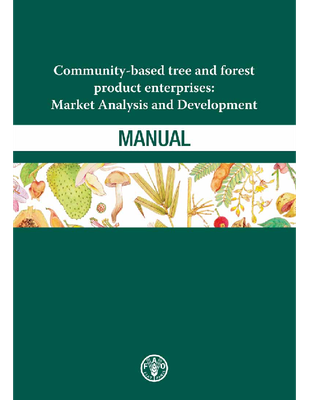 Community-based tree and forest
product enterprises:
Market Analysis and Development
MANUAL
F A O